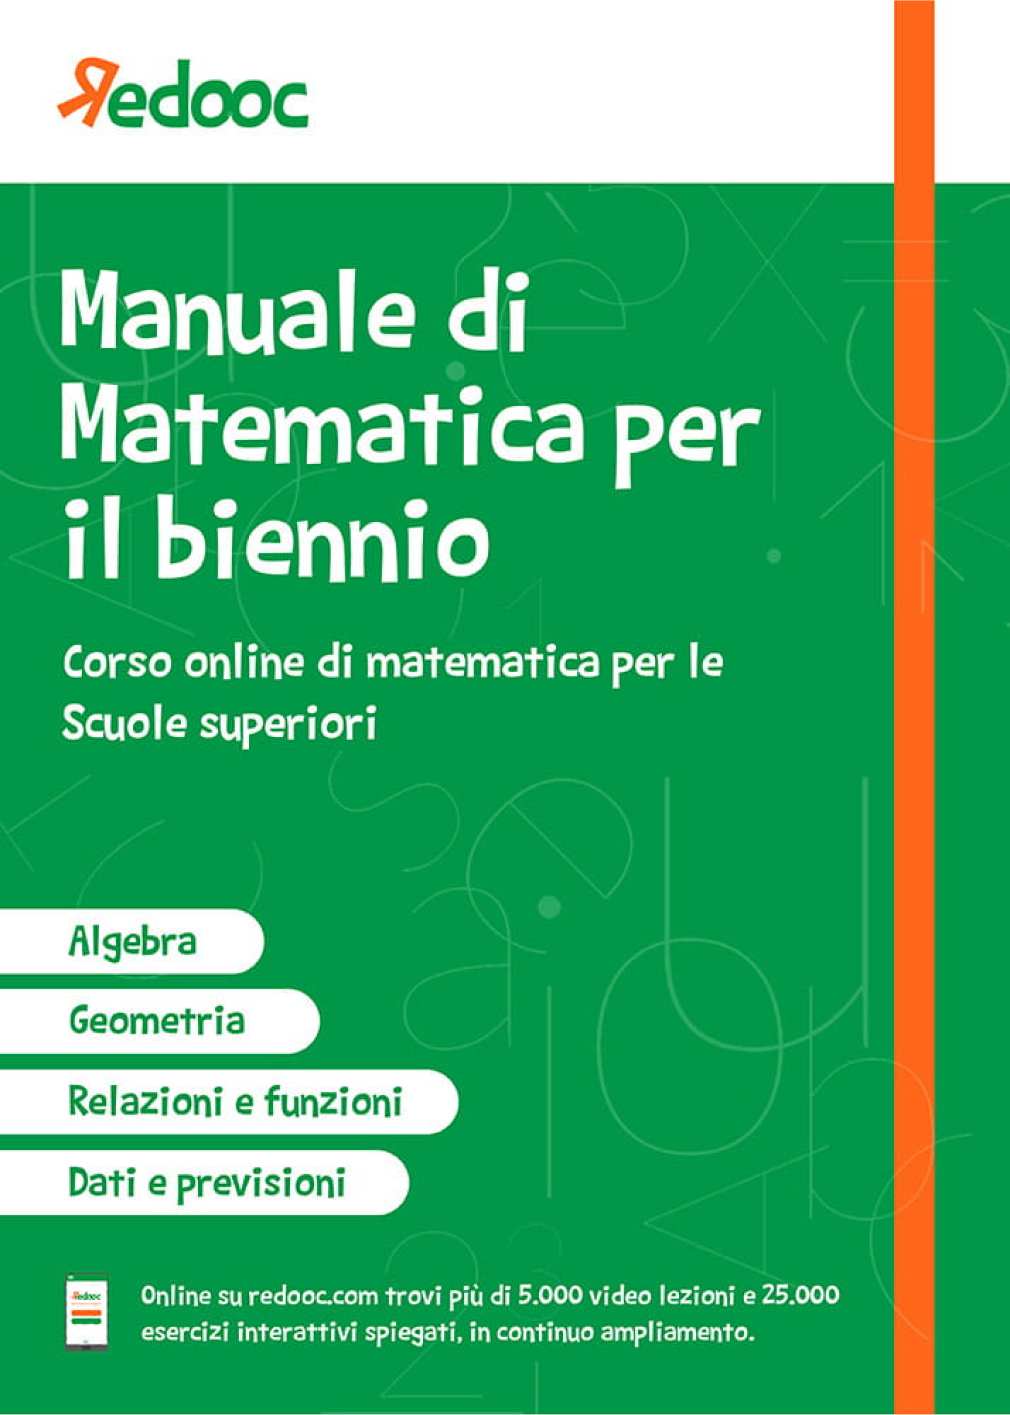 Redooc
Manuale di
Matematica per
il biennio
Corso online di matematica per le
Scuole superiori
Algebra
Geometria
Relazioni e funzioni
Dati e previsioni
Redooc
Online su redooc.com trovi più di 5.000 video lezioni e 25.000
esercizi interattivi spiegati, in continuo ampliamento.